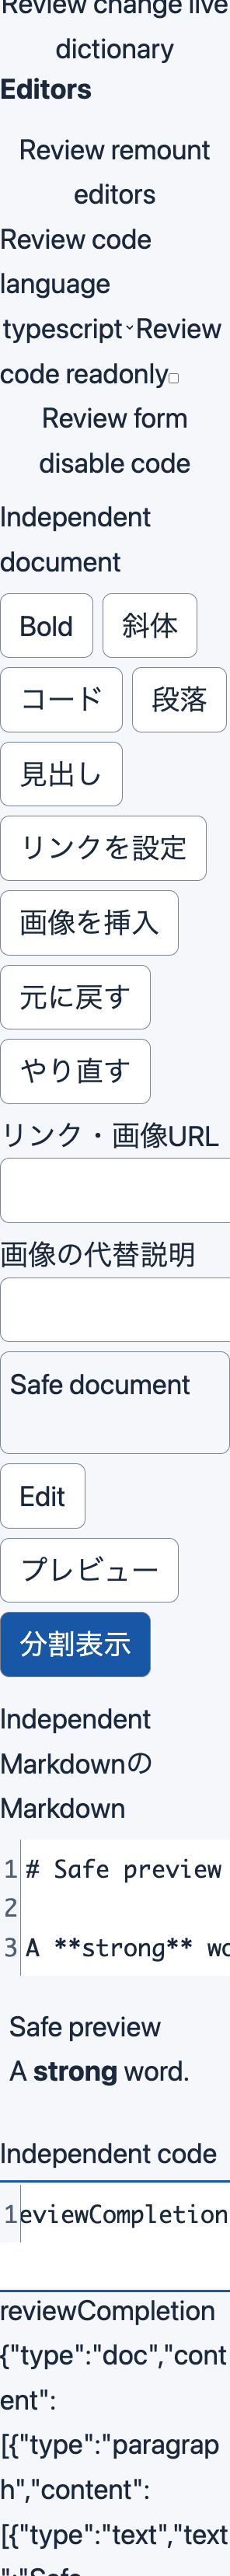 Review change live
dictionary
Editors
Review remount
editors
Review code
language
typescript Review
code readonly
Review form
disable code
Independent
document
Bold 斜体
コード 段落
見出し
リンクを設定
画像を挿入
元に戻す
やり直す
リンク・画像URL
画像の代替説明
Safe document
Edit
プレビュー
分割表示
Independent
Markdownの
Markdown
1 # Safe preview
2
3 A **strong** wo
Safe preview
A strong word.
Independent code
1 eviewCompletion
reviewCompletion
{"type":"doc","cont
ent":
[{"type":"paragrap
h","content":
[{"type":"text","text